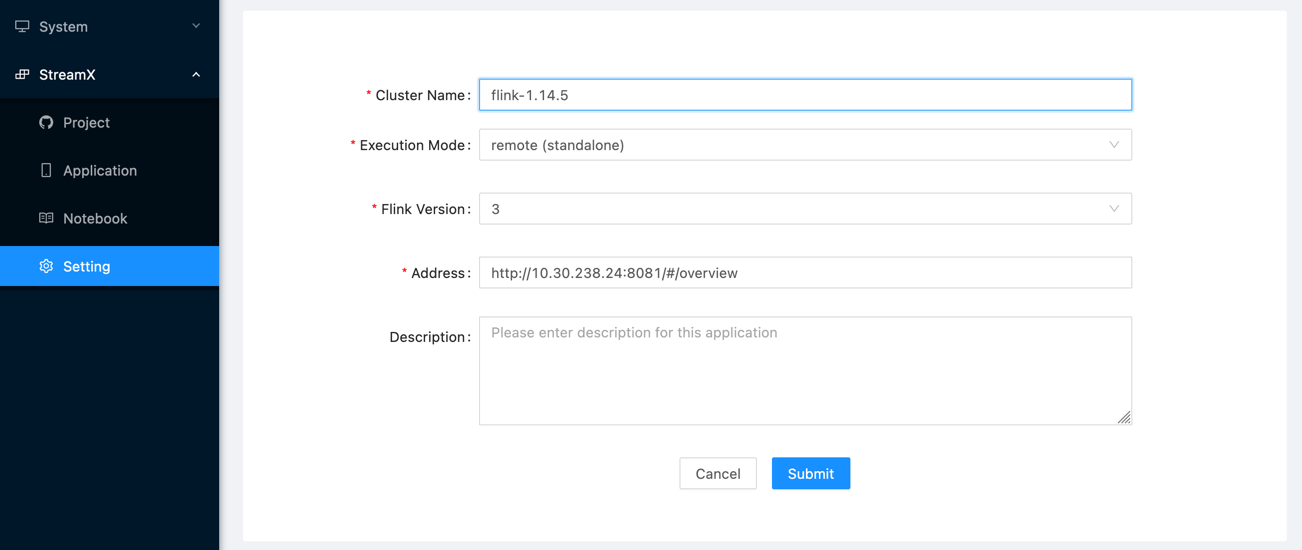 System
StreamX
Project
Application
Notebook
Setting
* Cluster Name: flink-1.14.5
* Execution Mode: remote (standalone)
* Flink Version: 3
* Address: http://10.30.238.24:8081/#/overview
Description: Please enter description for this application
Cancel Submit